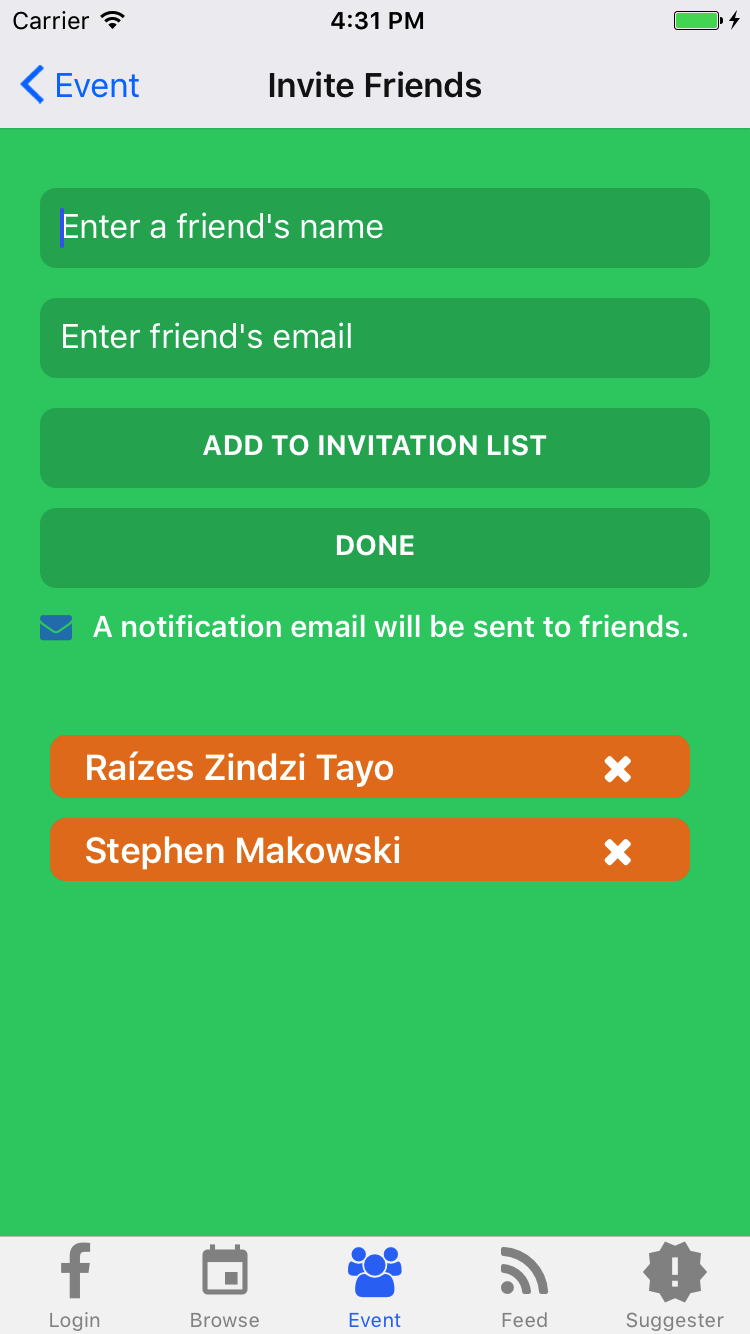 Carrier 4:31 PM
Event Invite Friends
Enter a friend's name
Enter friend's email
ADD TO INVITATION LIST
DONE
A notification email will be sent to friends.
Raízes Zindzi Tayo
Stephen Makowski
Login Browse Event Feed Suggester